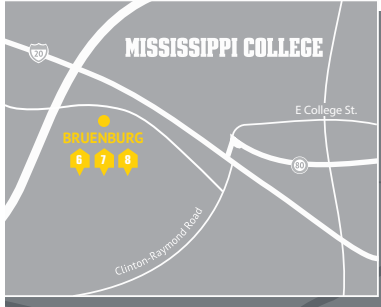 MISSISSIPPI COLLEGE
20
E College St.
BRUENBURG
6 7 8
80
Clinton-Raymond Road